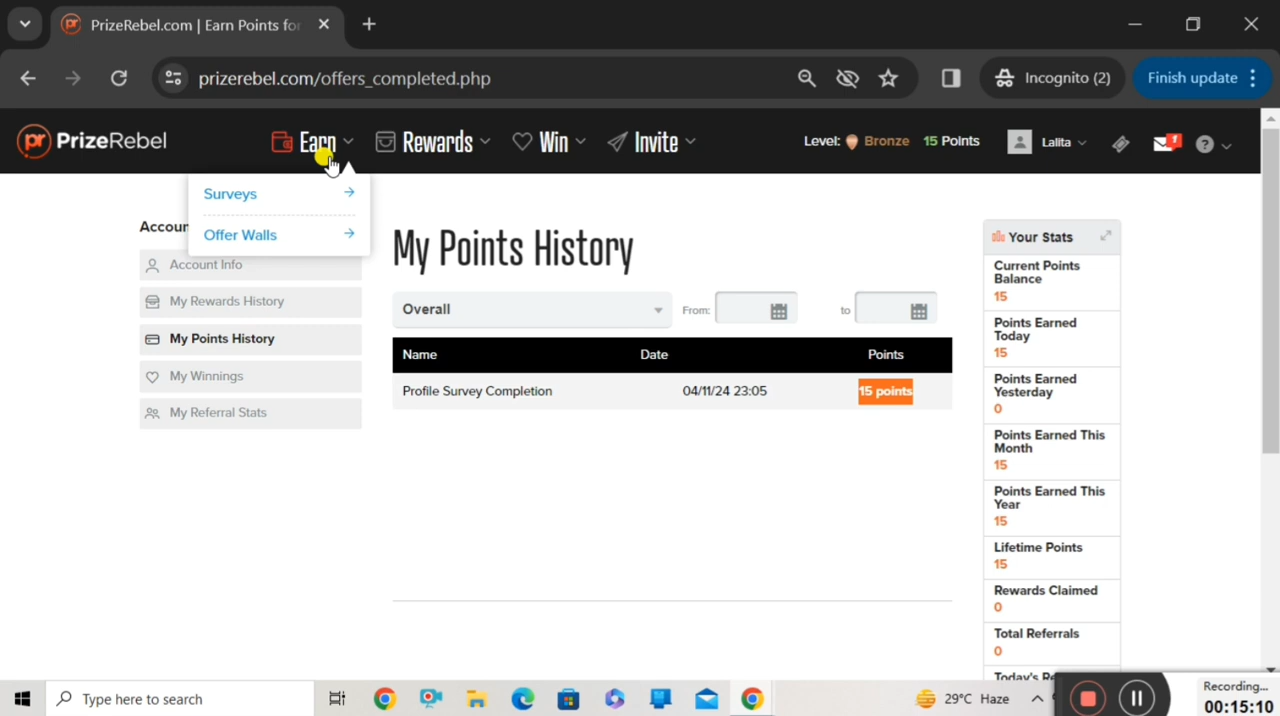 PrizeRebel.com | Earn Points for
prizerebel.com/offers_completed.php
Incognito (2)
Finish update
pr PrizeRebel
Earn
Rewards
Win
Invite
Level: Bronze 15 Points
Lalita
1
?
Surveys
Offer Walls
Accoun
Account Info
My Rewards History
My Points History
My Winnings
My Referral Stats
My Points History
Overall
From:
to
Name Date Points
Profile Survey Completion 04/11/24 23:05 15 points
Your Stats
Current Points
Balance
15
Points Earned
Today
15
Points Earned
Yesterday
0
Points Earned This
Month
15
Points Earned This
Year
15
Lifetime Points
15
Rewards Claimed
0
Total Referrals
0
Today's Re
Type here to search
29°C Haze
Recording...
00:15:10